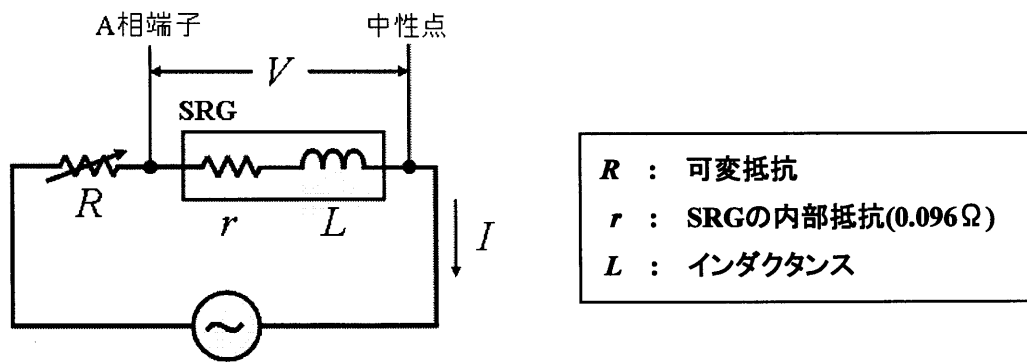 A相端子
中性点
V
SRG
R
r
L
I
R : 可変抵抗
r : SRGの内部抵抗(0.096Ω)
L : インダクタンス